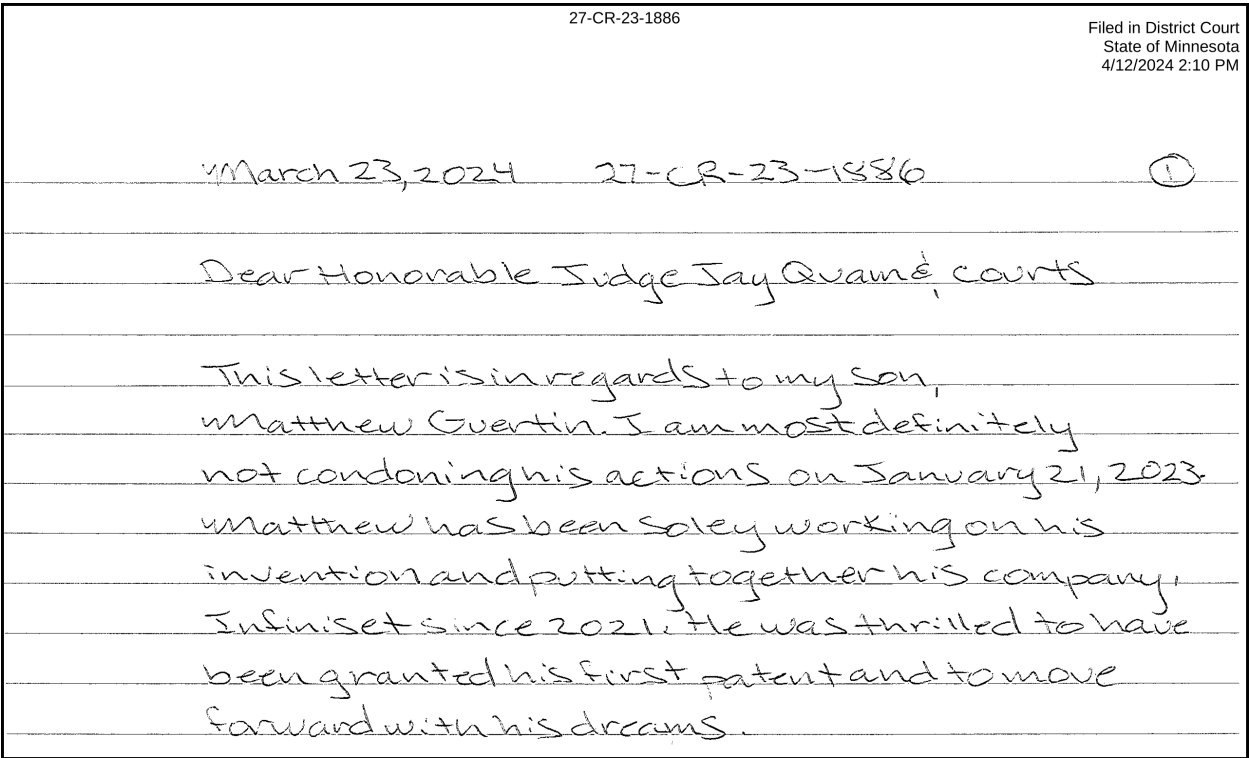 27-CR-23-1886
Filed in District Court
State of Minnesota
4/12/2024 2:10 PM
March 23, 2024 27-CR-23-1886 1
Dear Honorable Judge Jay Quam &, courts
This letter is in regards to my son,
Matthew Guertin. I am most definitely
not condoning his actions on January 21, 2023.
Matthew has been soley working on his
invention and putting together his company,
Infiniset since 2021. He was thrilled to have
been granted his first patent and to move
forward with his dreams.